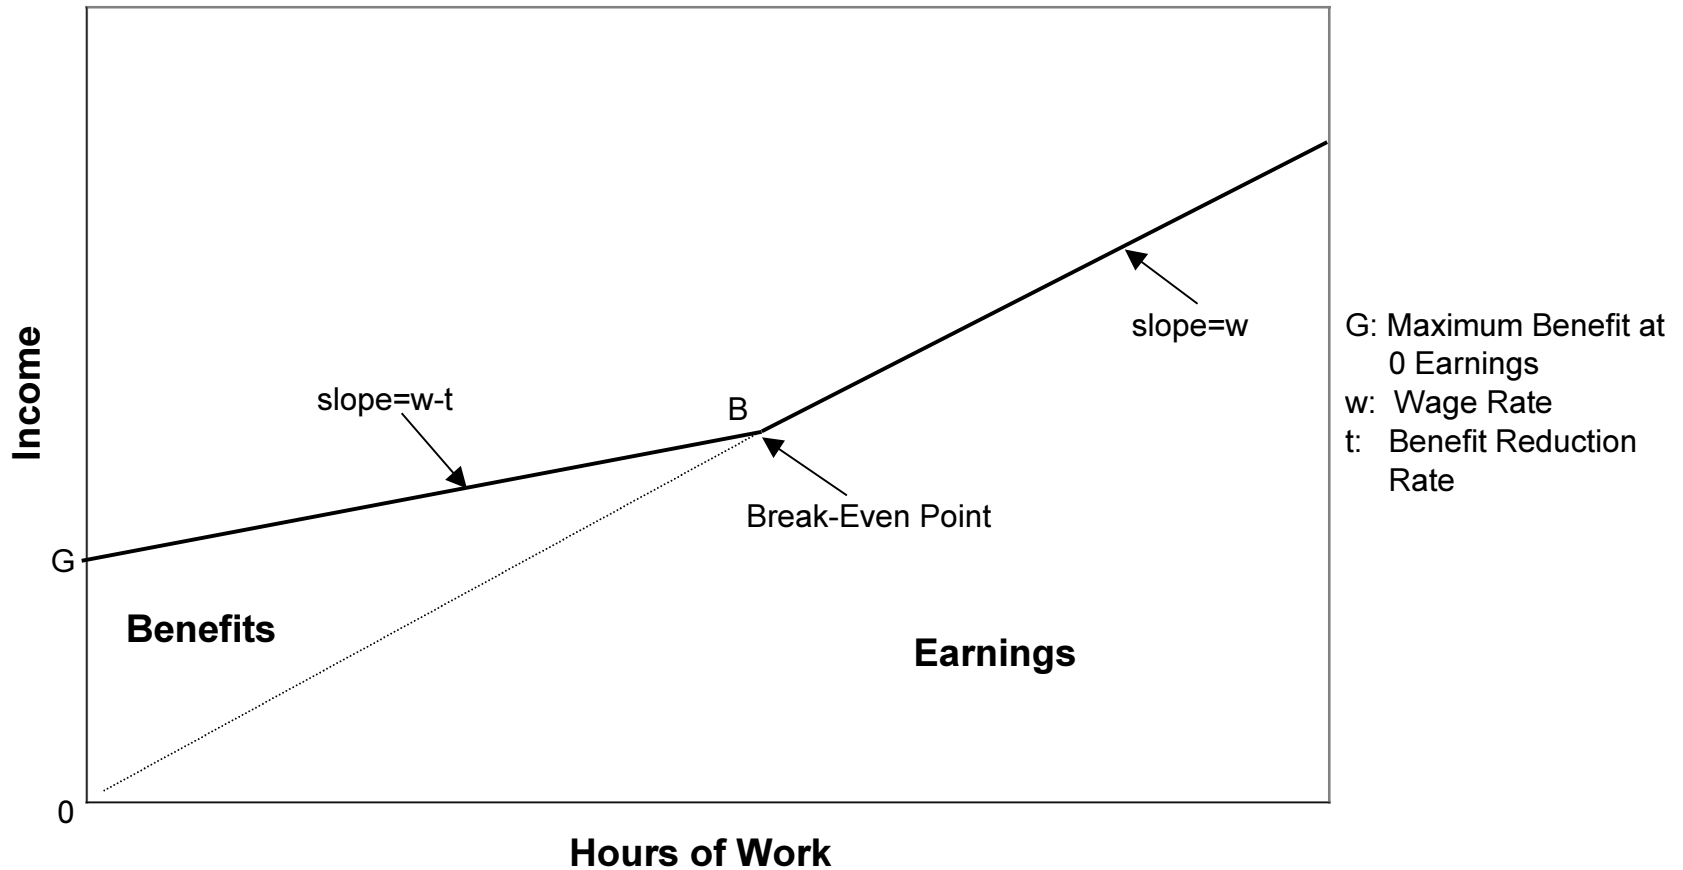 slope=w
G: Maximum Benefit at
0 Earnings
w: Wage Rate
t: Benefit Reduction
Rate
Income
slope=w-t
B
Break-Even Point
G
Benefits
Earnings
0
Hours of Work